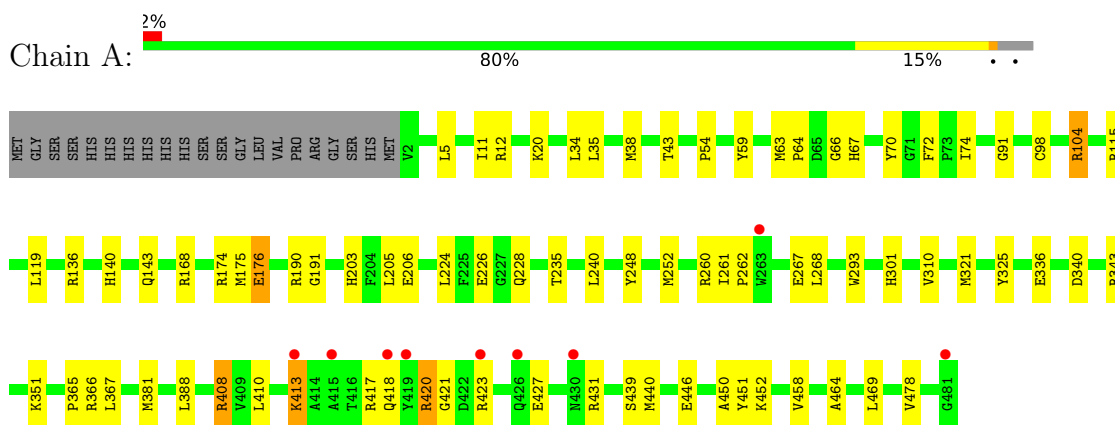 2%
Chain A:
80% 15% • •
MET GLY SER SER HIS HIS HIS HIS HIS HIS SER SER GLY LEU VAL PRO ARG GLY SER HIS MET V2 L5 I11 R12 K20 L34 L35 M38 T43 P54 Y59 M63 P64 D65 G66 H67 Y70 G71 F72 P73 I74 G91 C98 R104
L119 R136 H140 Q143 R168 R174 M175 E176 R190 G191 H203 F204 L205 E206 L224 F225 E226 G227 Q228 T235 L240 Y248 M252 R260 I261 P262 W263 E267 L268 W293 H301 V310 M321 Y325 E336 D340
K351 P365 R366 L367 M381 L388 R408 V409 L410 K413 A414 A415 T416 R417 Q418 Y419 R420 G421 D422 R423 Q426 E427 N430 R431 S439 M440 E446 A450 Y451 K452 V458 A464 L469 V478 G481